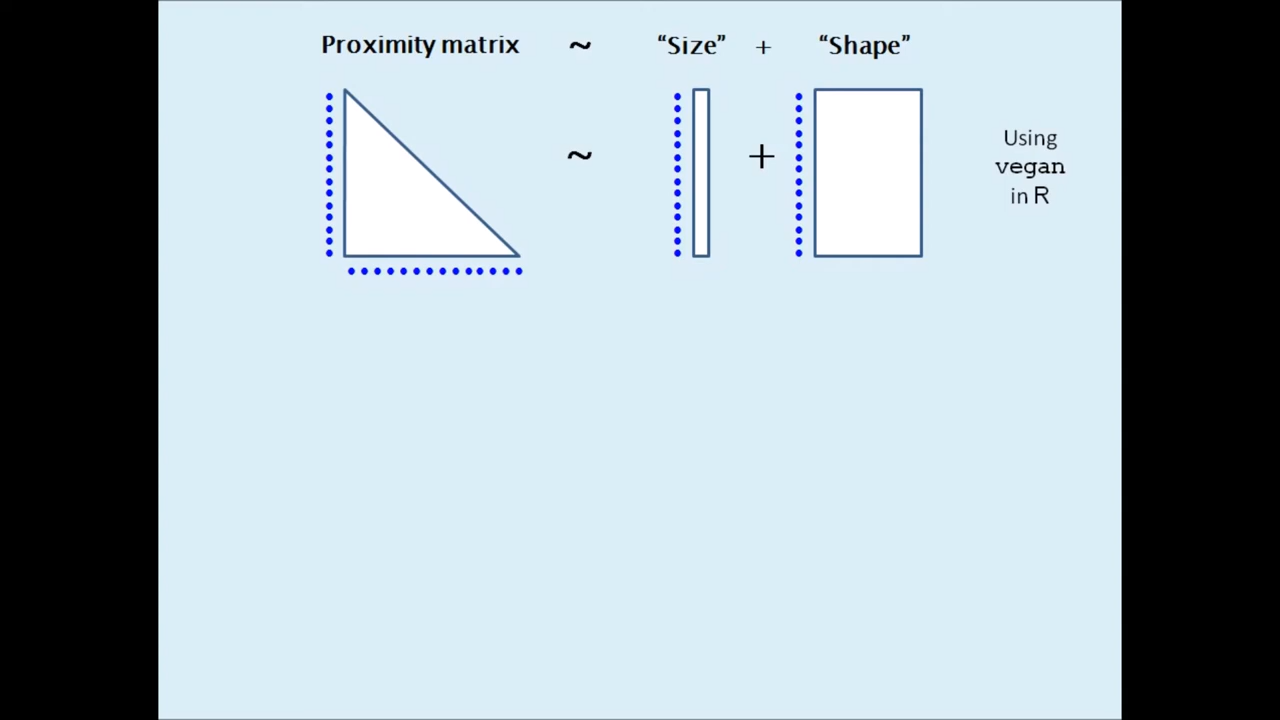 Proximity matrix ~ “Size” + “Shape”
~ +
Using
vegan
in R